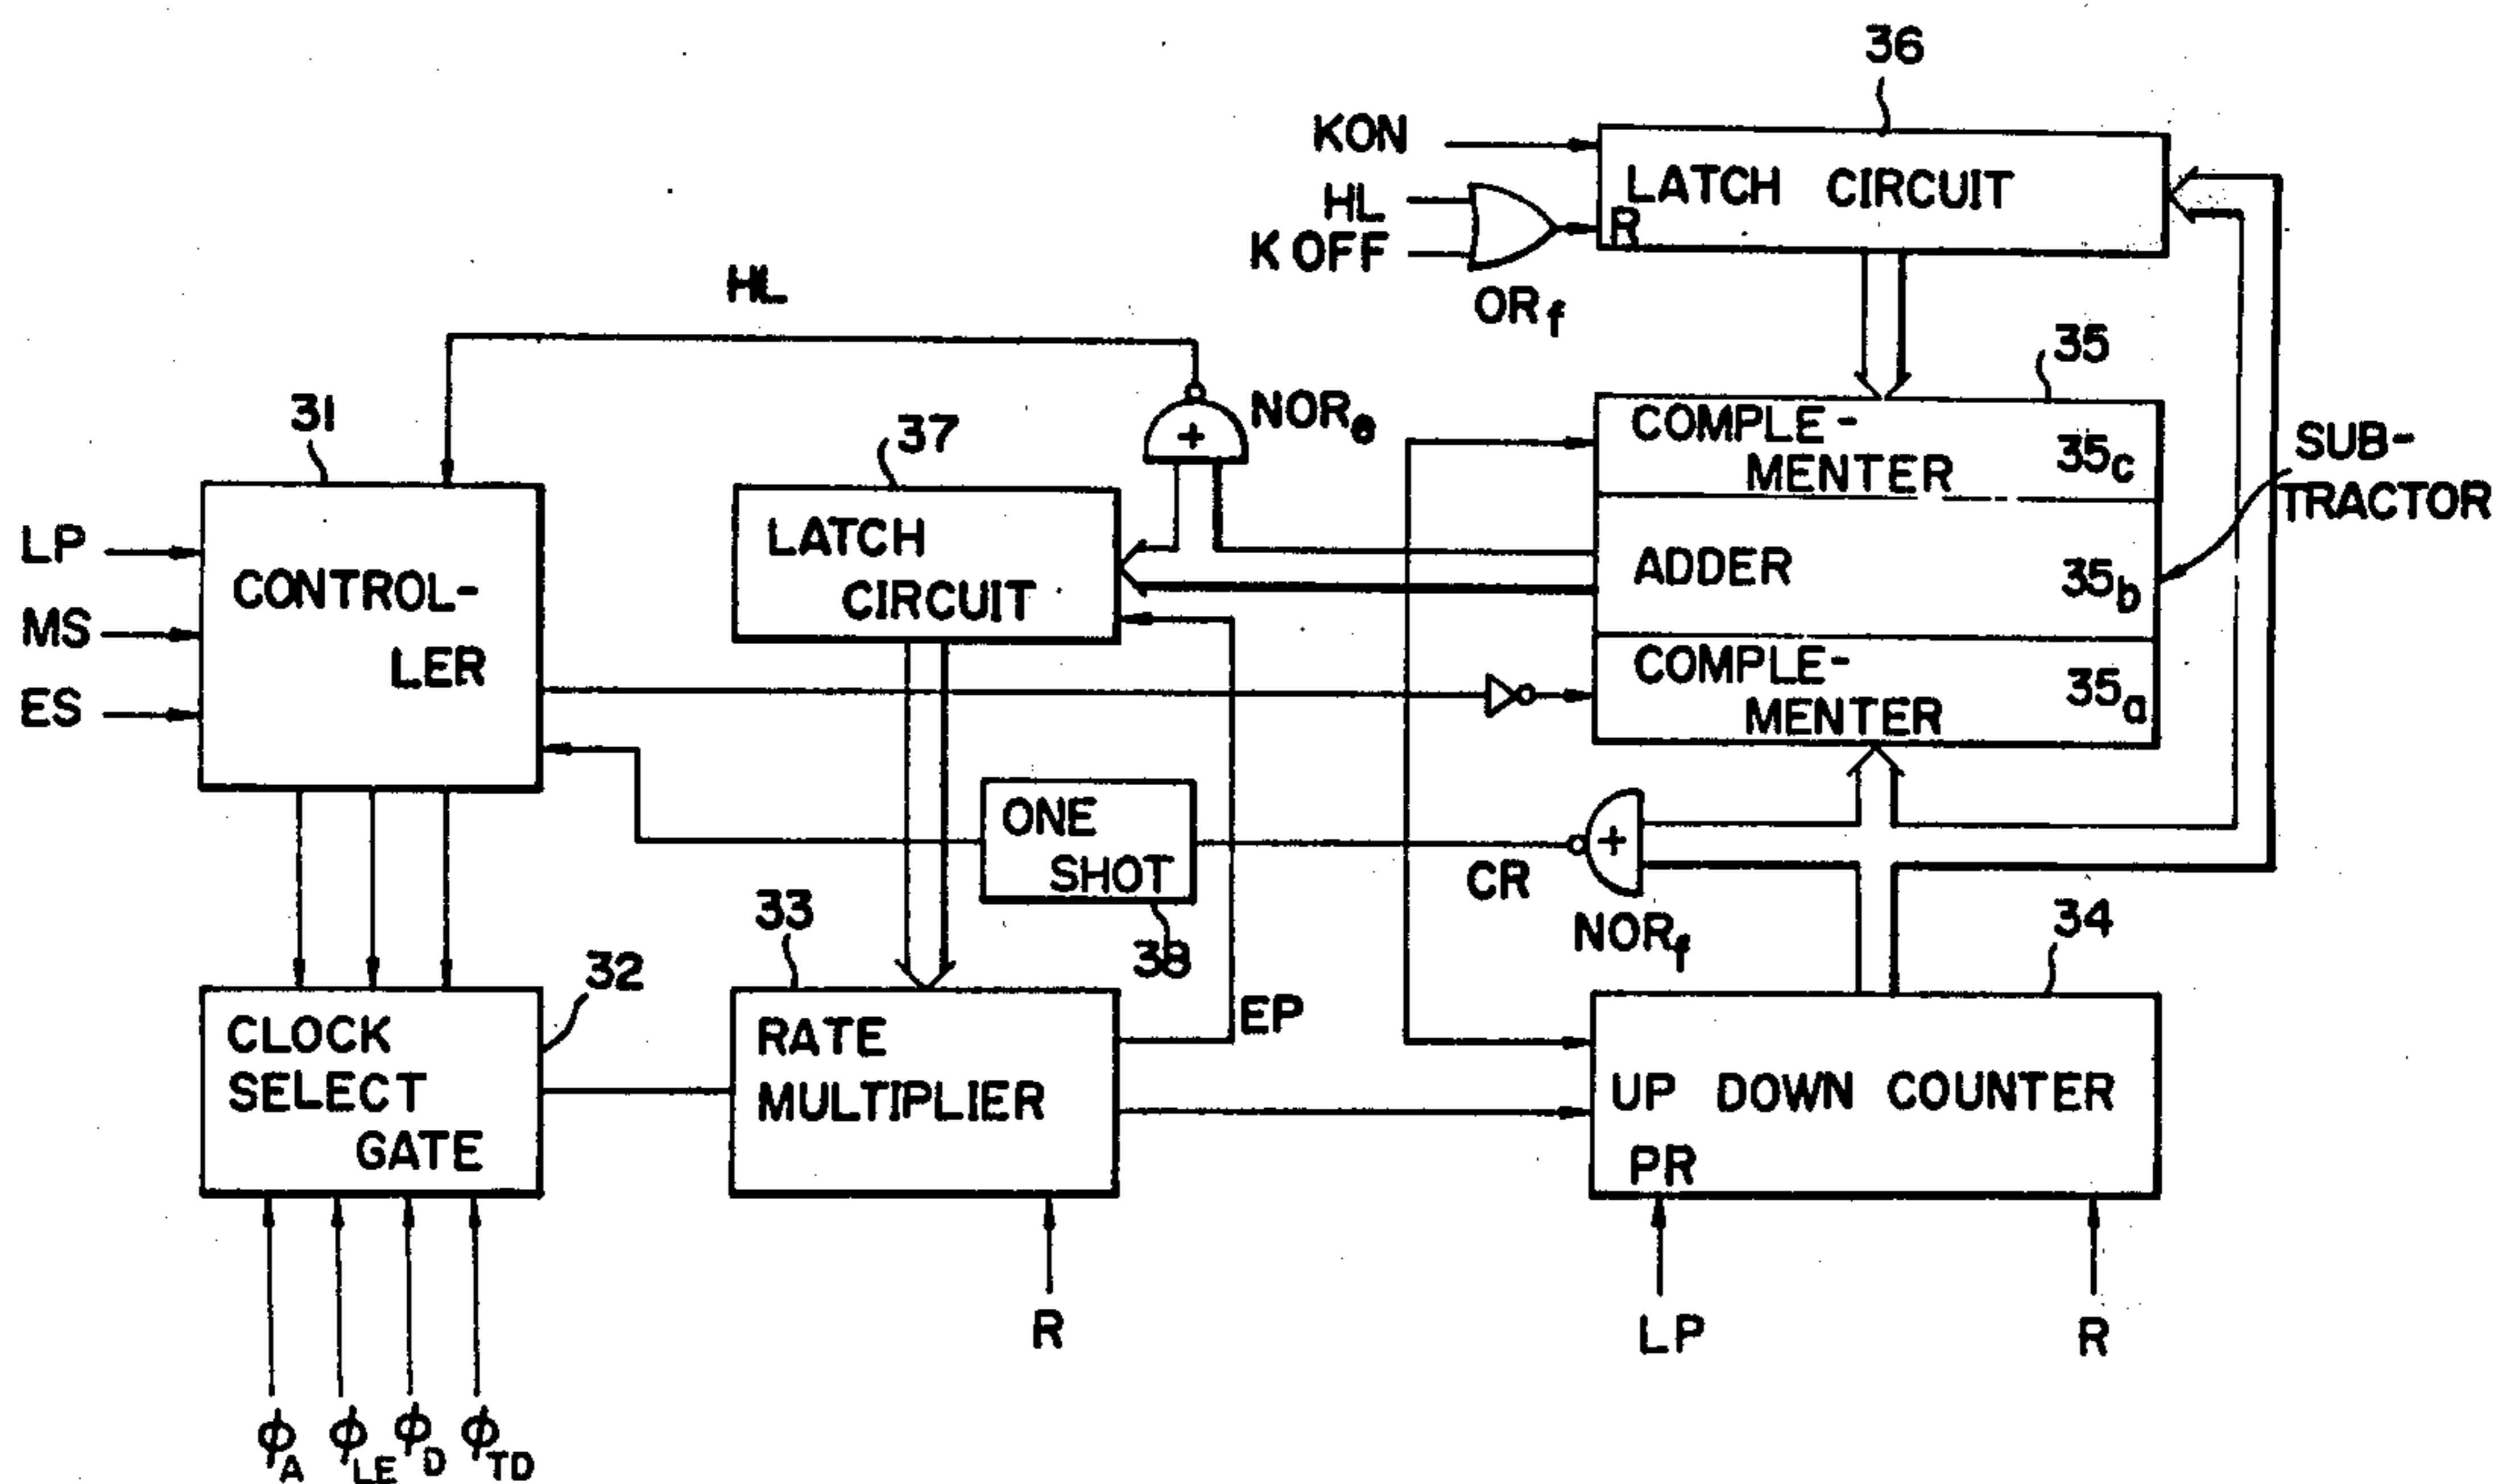 36
KON
LATCH CIRCUIT
HL
R
K OFF
ORf
HL
35
31
37
NORe
COMPLE-
MENTER 35c
SUB-
TRACTOR
LATCH
CIRCUIT
LP
CONTROL-
LER
MS
ES
ADDER 35b
COMPLE-
MENTER 35a
ONE
SHOT
38
CR
NORf
33
34
32
CLOCK
SELECT
GATE
RATE
MULTIPLIER
EP
UP DOWN COUNTER
PR
R
LP
R
ϕA ϕLE ϕD ϕTD